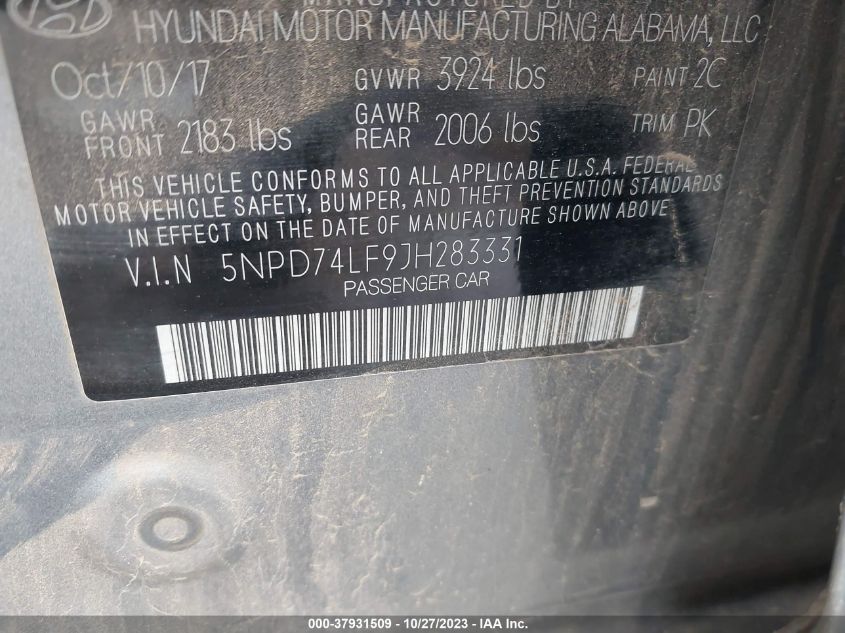 MANUFACTURED BY
HYUNDAI MOTOR MANUFACTURING ALABAMA, LLC
Oct/10/17 GVWR 3924 lbs PAINT 2C
GAWR FRONT 2183 lbs GAWR REAR 2006 lbs TRIM PK
THIS VEHICLE CONFORMS TO ALL APPLICABLE U.S.A. FEDERAL
MOTOR VEHICLE SAFETY, BUMPER, AND THEFT PREVENTION STANDARDS
IN EFFECT ON THE DATE OF MANUFACTURE SHOWN ABOVE
V.I.N 5NPD74LF9JH283331
PASSENGER CAR
000-37931509 - 10/27/2023 - IAA Inc.